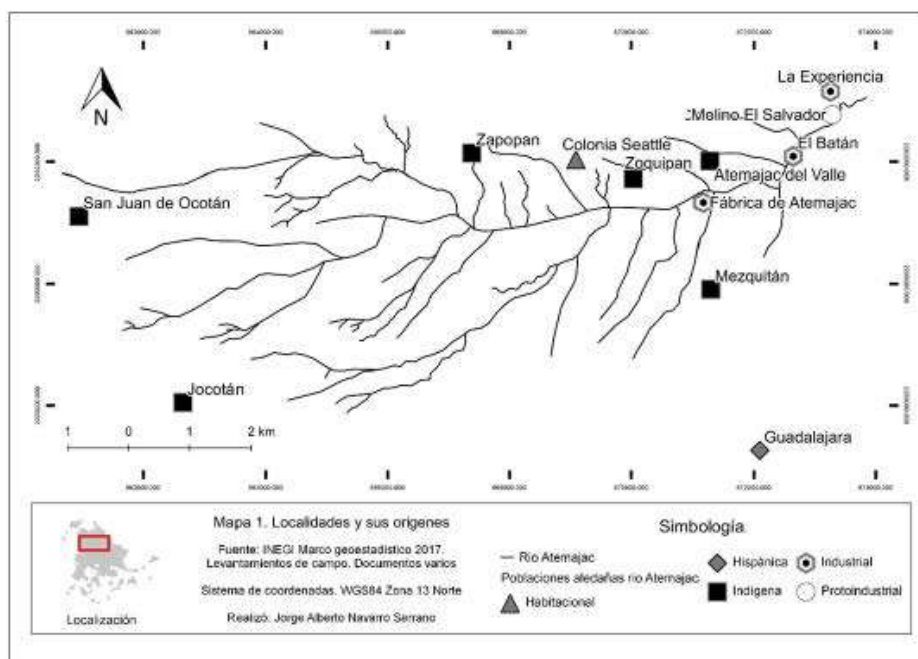 La Experiencia
Molino El Salvador
El Batán
Zapopan
Colonia Seattle
Zoquipan
Atemajac del Valle
San Juan de Ocotán
Fábrica de Atemajac
Mezquitán
Jocotán
Guadalajara
N
1 0 1 2 km
Mapa 1. Localidades y sus orígenes
Fuente: INEGI Marco geoestadístico 2017.
Levantamientos de campo. Documentos varios
Sistema de coordenadas. WGS84 Zona 13 Norte
Realizó: Jorge Alberto Navarro Serrano
Localización
Simbología
Río Atemajac
Poblaciones aledañas río Atemajac
Habitacional
Hispánica
Indígena
Industrial
Protoindustrial